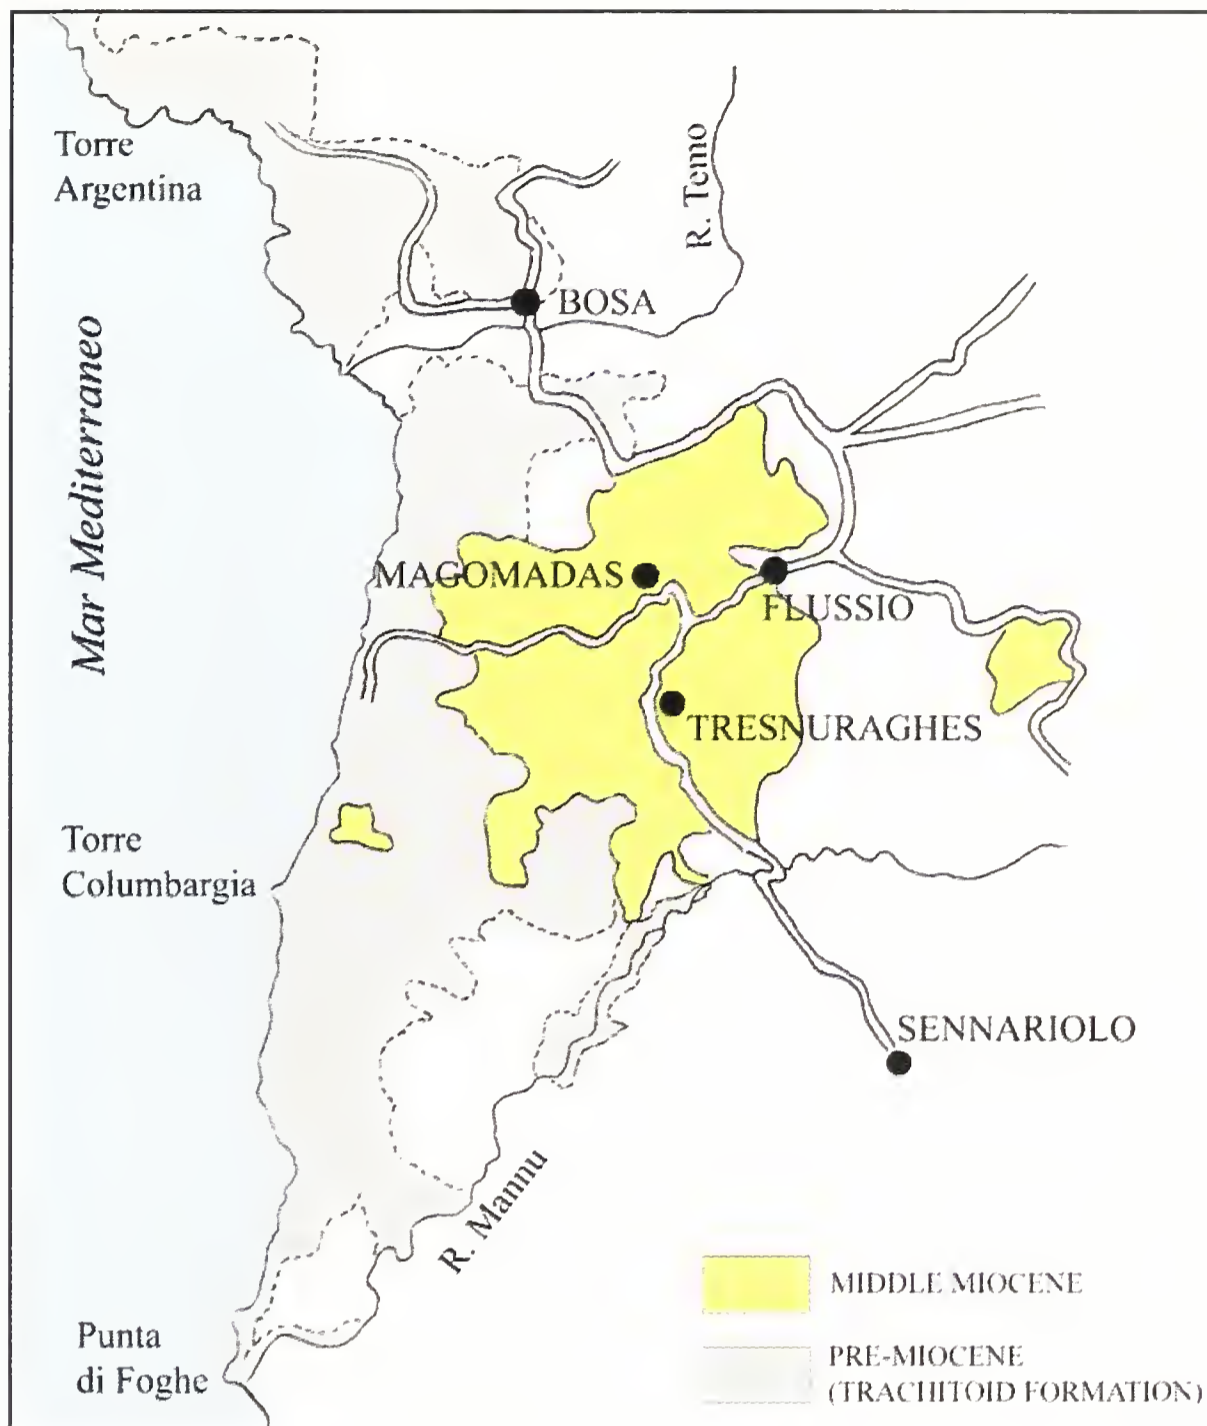 Torre
Argentina
R. Temo
BOSA
Mar Mediterraneo
MAGOMADAS
FLUSSIO
TRESNURAGHES
Torre
Columbargia
SENNARIOLO
R. Mannu
MIDDLE MIOCENE
Punta
di Foghe
PRE-MIOCENE
(TRACHITOID FORMATION)